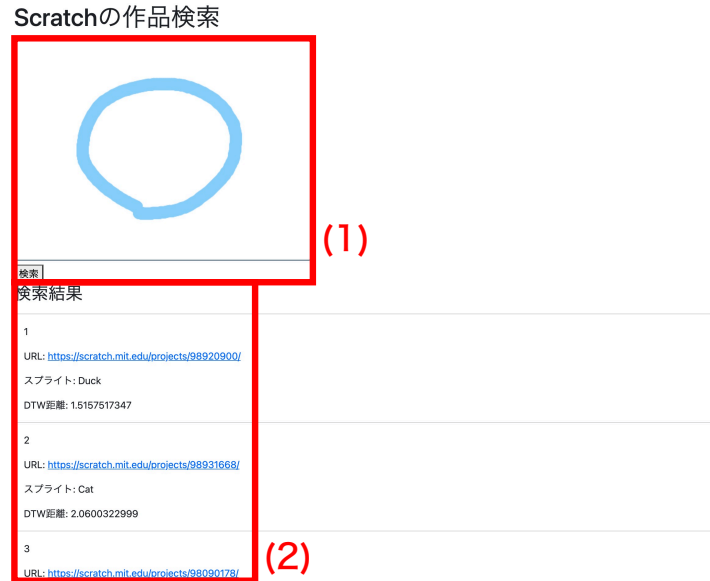 Scratchの作品検索
(1)
検索
検索結果
1
URL: https://scratch.mit.edu/projects/98920900/
スプライト: Duck
DTW距離: 1.5157517347
2
URL: https://scratch.mit.edu/projects/98931668/
スプライト: Cat
DTW距離: 2.0600322999
3
(2)
URL: https://scratch.mit.edu/projects/98090178/